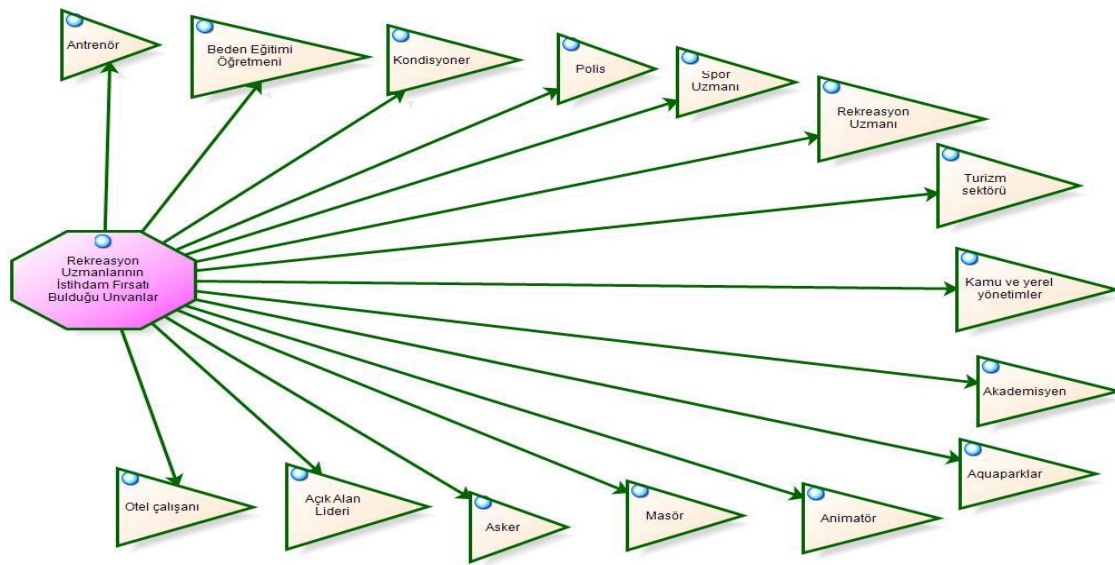 Antrenör
Beden Eğitimi
Öğretmeni
Kondisyoner
Polis
Spor
Uzmanı
Rekreasyon
Uzmanı
Turizm
sektörü
Rekreasyon
Uzmanlarının
İstihdam Fırsatı
Bulduğu Unvanlar
Kamu ve yerel
yönetimler
Akademisyen
Aquaparklar
Otel çalışanı
Açık Alan
Lideri
Asker
Masör
Animatör